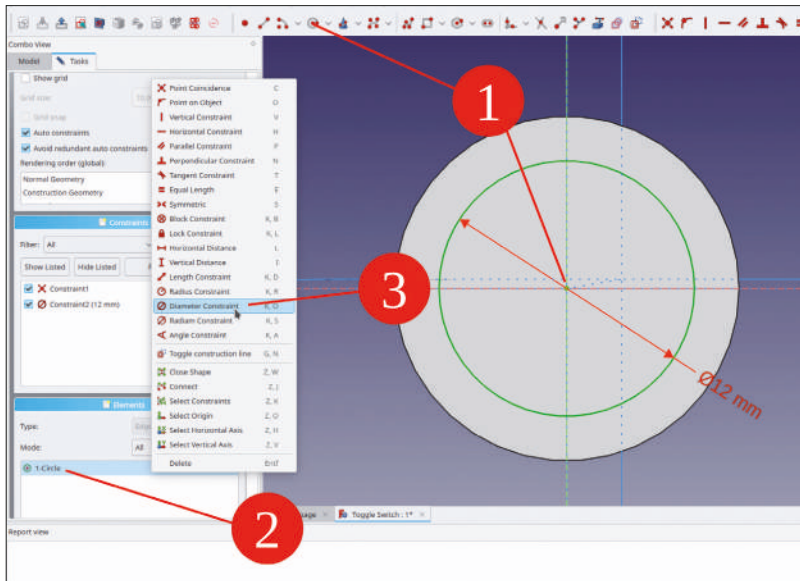 Combo View
Model
Tasks
Show grid
Grid size:
Grid snap
Auto constraints
Avoid redundant auto constraints
Rendering order (global):
Normal Geometry
Construction Geometry
Constraints
Filter:
All
Show Listed
Hide Listed
Constraint1
Constraint2 (12 mm)
Elements
Type:
Mode:
All
1-Circle
Report view
Point Coincidence C
Point on Object O
Vertical Constraint V
Horizontal Constraint H
Parallel Constraint P
Perpendicular Constraint N
Tangent Constraint T
Equal Length E
Symmetric S
Block Constraint K, B
Lock Constraint K, L
Horizontal Distance L
Vertical Distance I
Length Constraint K, D
Radius Constraint K, R
Diameter Constraint K, O
Radiam Constraint K, S
Angle Constraint K, A
Toggle construction line G, N
Close Shape Z, W
Connect Z, J
Select Constraints Z, K
Select Origin Z, O
Select Horizontal Axis Z, H
Select Vertical Axis Z, V
Delete Entf
1
3
2
Ø12 mm
Toggle Switch : 1*